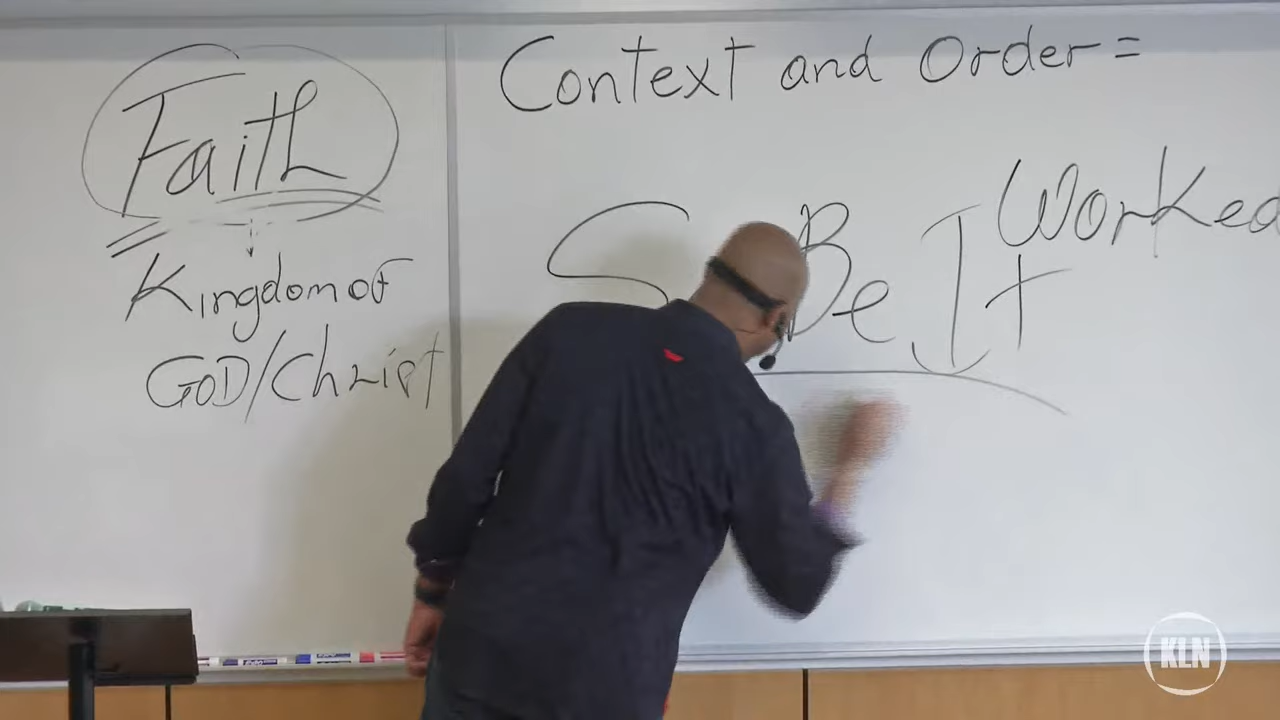 Faith
Kingdom of
GOD/Christ
Context and Order =
Be It
Worked
KLN